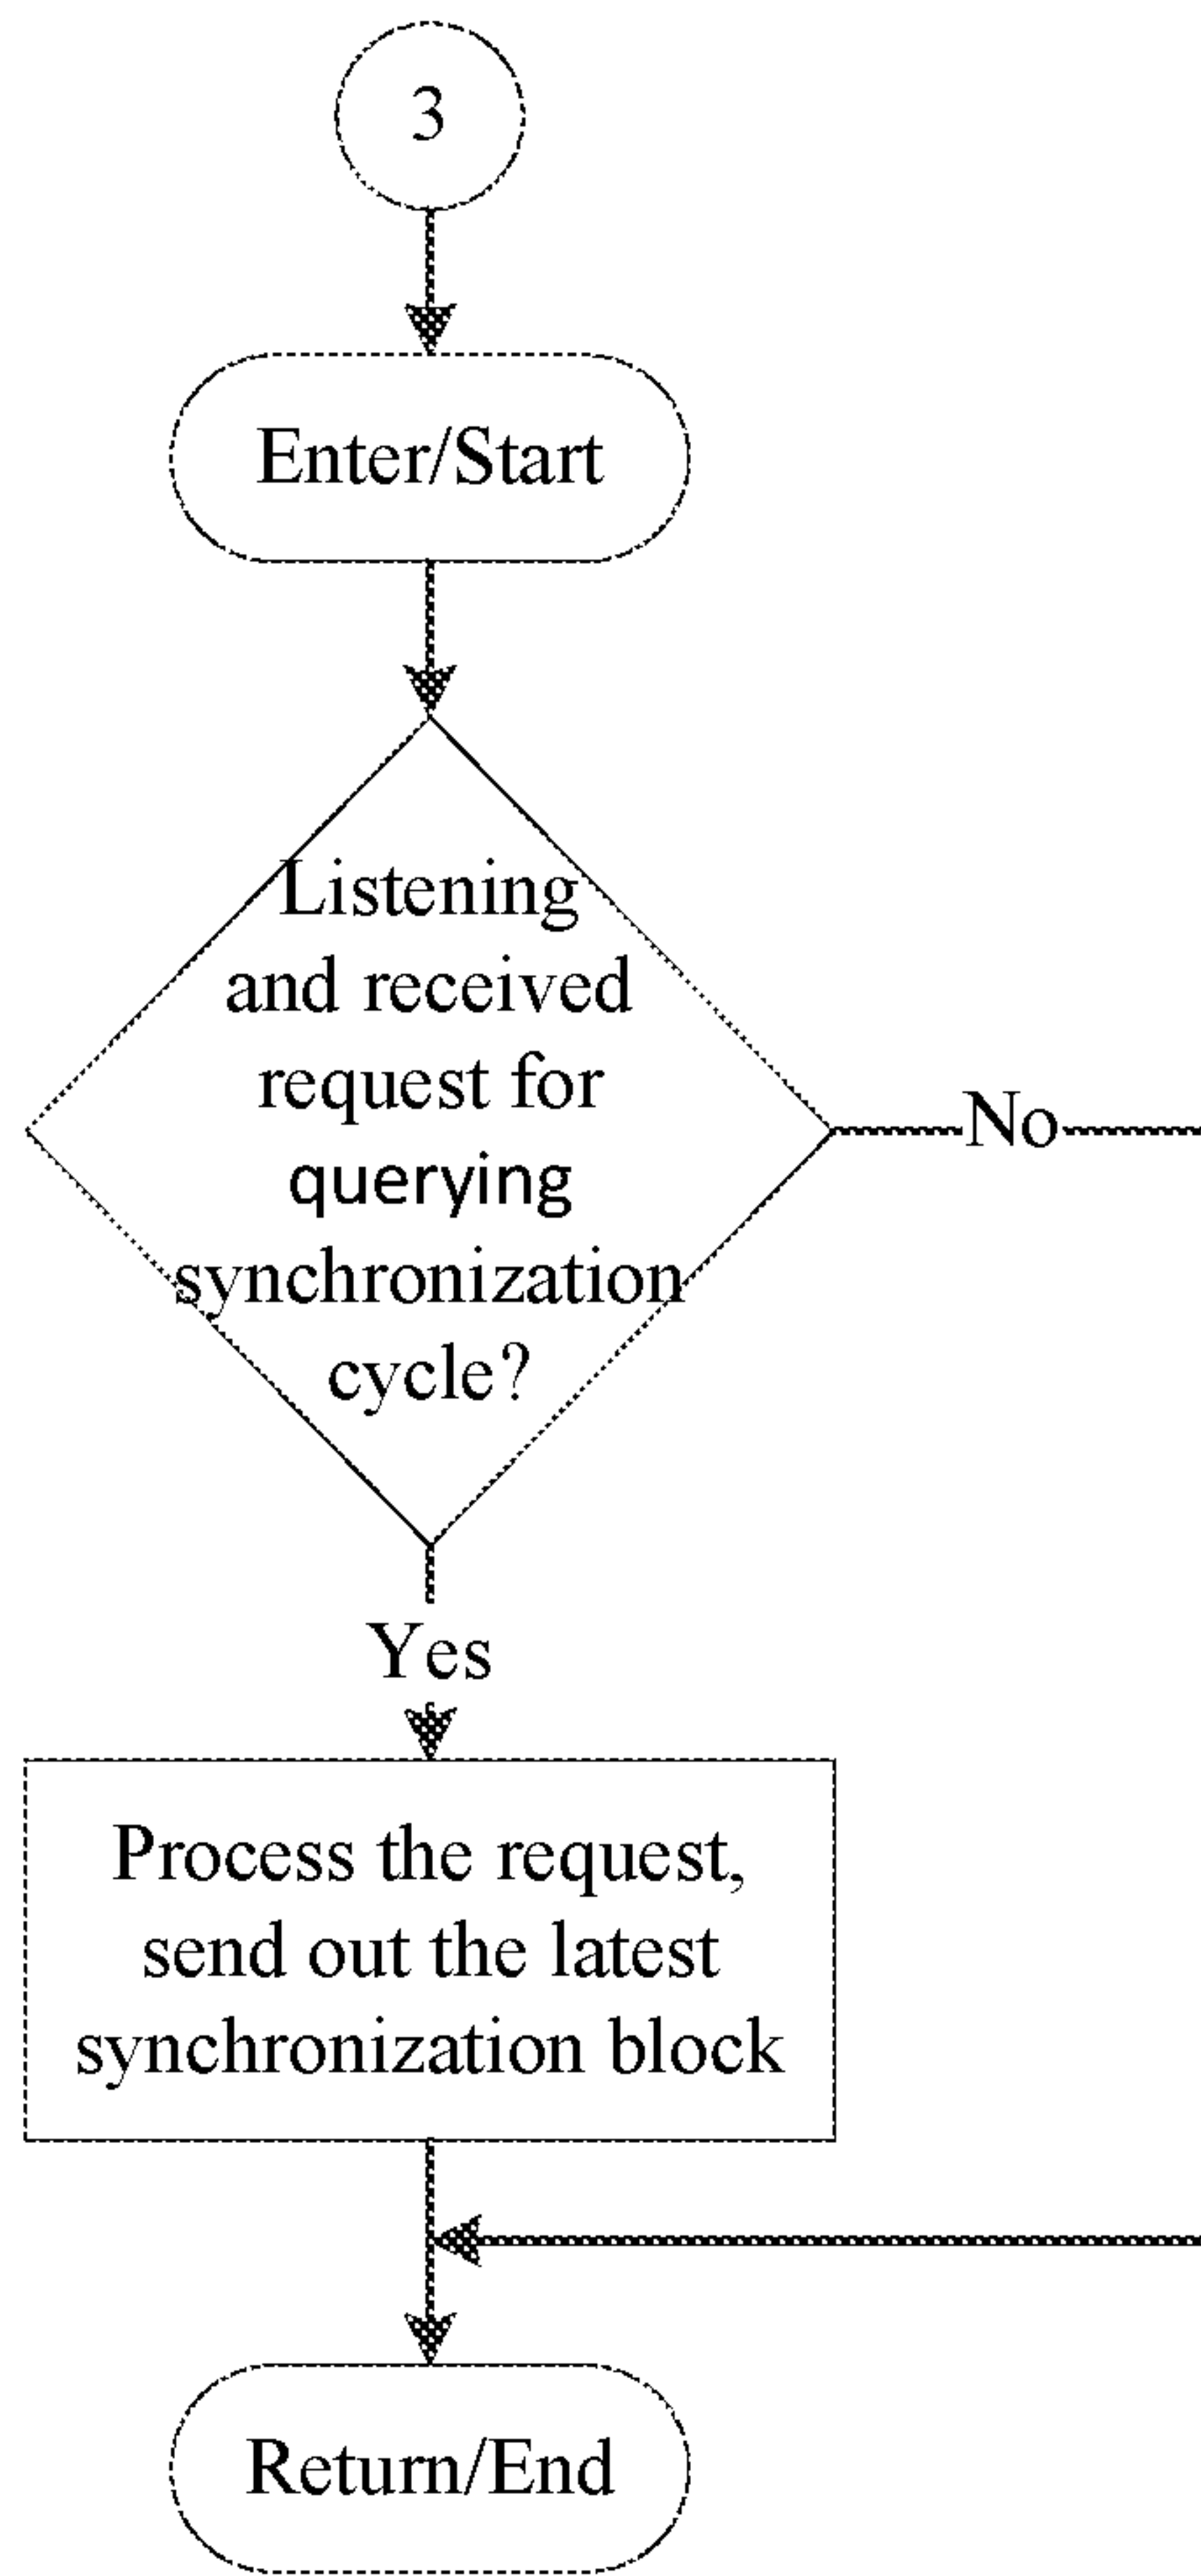 3
Enter/Start
Listening
and received
request for
querying
synchronization
cycle?
No
Yes
Process the request,
send out the latest
synchronization block
Return/End